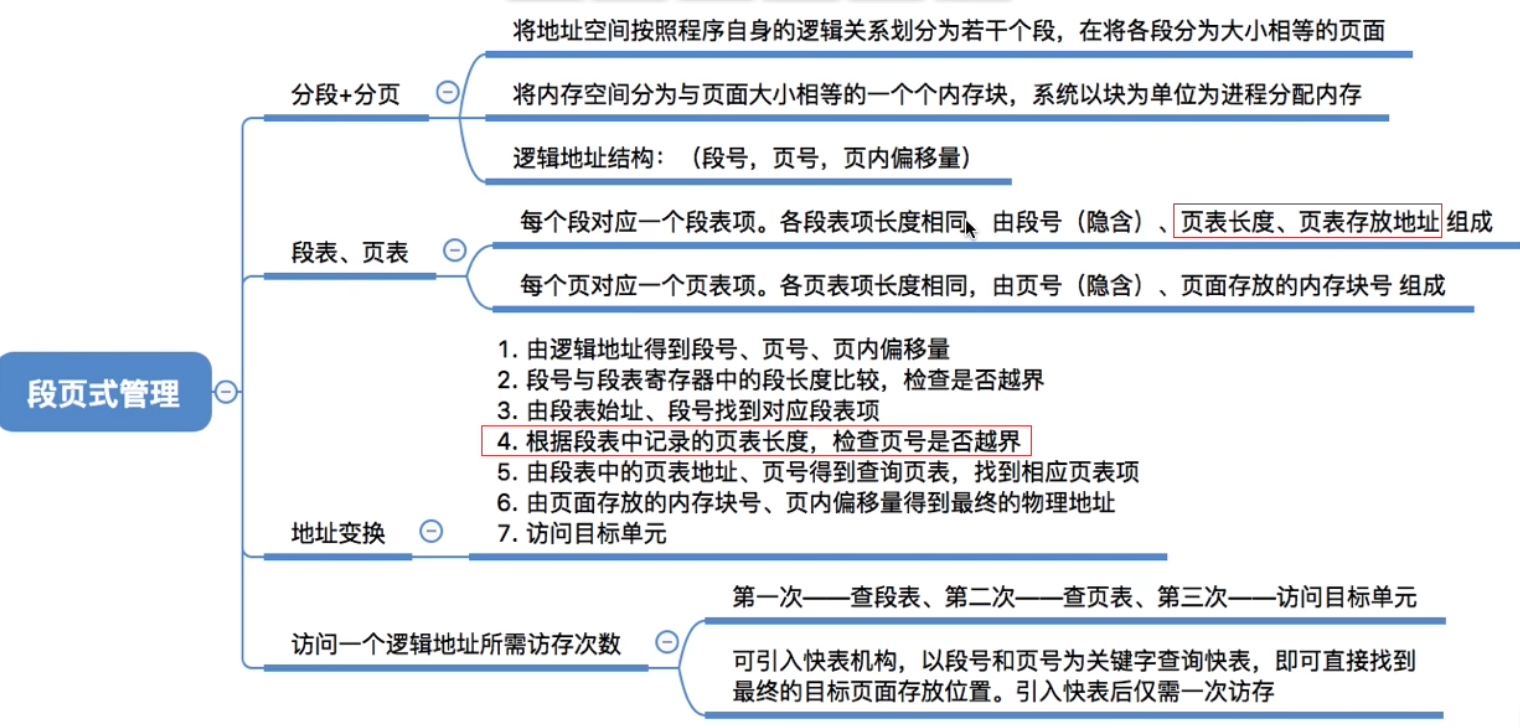 将地址空间按照程序自身的逻辑关系划分为若干个段，在将各段分为大小相等的页面
分段+分页
将内存空间分为与页面大小相等的一个个内存块，系统以块为单位为进程分配内存
逻辑地址结构：（段号，页号，页内偏移量）
每个段对应一个段表项。各段表项长度相同，由段号（隐含）、页表长度、页表存放地址 组成
段表、页表
每个页对应一个页表项。各页表项长度相同，由页号（隐含）、页面存放的内存块号 组成
段页式管理
1. 由逻辑地址得到段号、页号、页内偏移量
2. 段号与段表寄存器中的段长度比较，检查是否越界
3. 由段表始址、段号找到对应段表项
4. 根据段表中记录的页表长度，检查页号是否越界
5. 由段表中的页表地址、页号得到查询页表，找到相应页表项
6. 由页面存放的内存块号、页内偏移量得到最终的物理地址
7. 访问目标单元
地址变换
第一次——查段表、第二次——查页表、第三次——访问目标单元
访问一个逻辑地址所需访存次数
可引入快表机构，以段号和页号为关键字查询快表，即可直接找到
最终的目标页面存放位置。引入快表后仅需一次访存